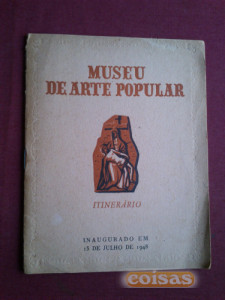 MUSEU
DE ARTE POPULAR
ITINERÁRIO
INAUGURADO EM
15 DE JULHO DE 1948
coisas